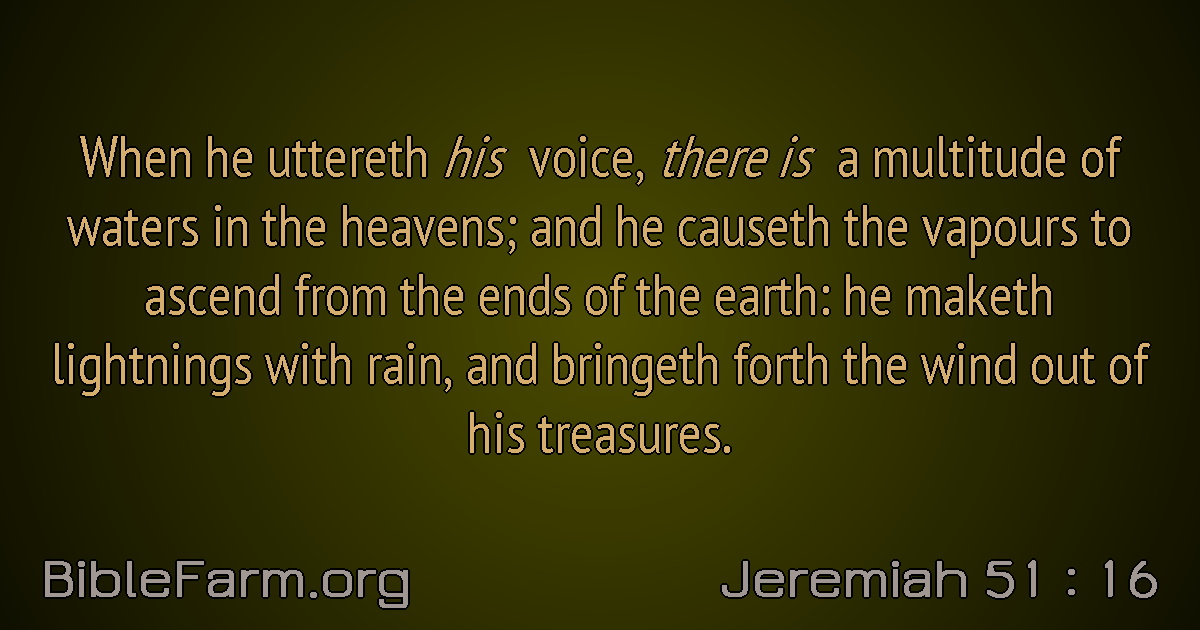 When he uttereth his voice, there is a multitude of
waters in the heavens; and he causeth the vapours to
ascend from the ends of the earth: he maketh
lightnings with rain, and bringeth forth the wind out of
his treasures.
BibleFarm.org
Jeremiah 51 : 16